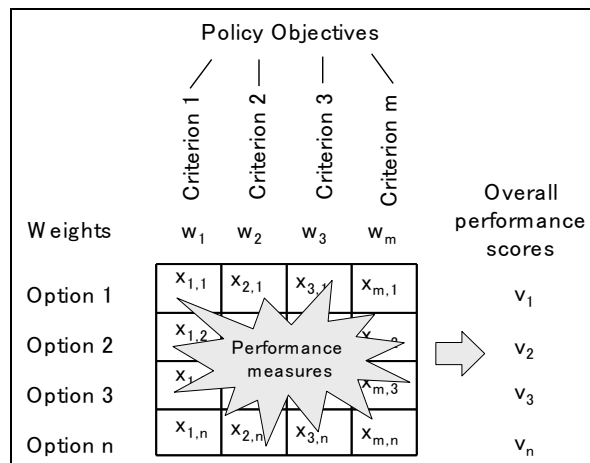 Policy Objectives
Criterion 1
Criterion 2
Criterion 3
Criterion m
Overall
performance
scores
Weights w₁ w₂ w₃ wₘ
Option 1 x₁,₁ x₂,₁ x₃,₁ xₘ,₁ v₁
Option 2 x₁,₂ v₂
Performance
measures
Option 3 xₘ,₃ v₃
Option n x₁,ₙ x₂,ₙ x₃,ₙ xₘ,ₙ vₙ